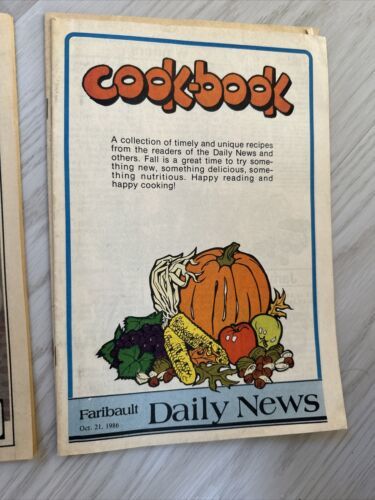 cook-book
A collection of timely and unique recipes
from the readers of the Daily News and
others. Fall is a great time to try some-
thing new, something delicious, some-
thing nutritious. Happy reading and
happy cooking!
Faribault Daily News
Oct. 21, 1986